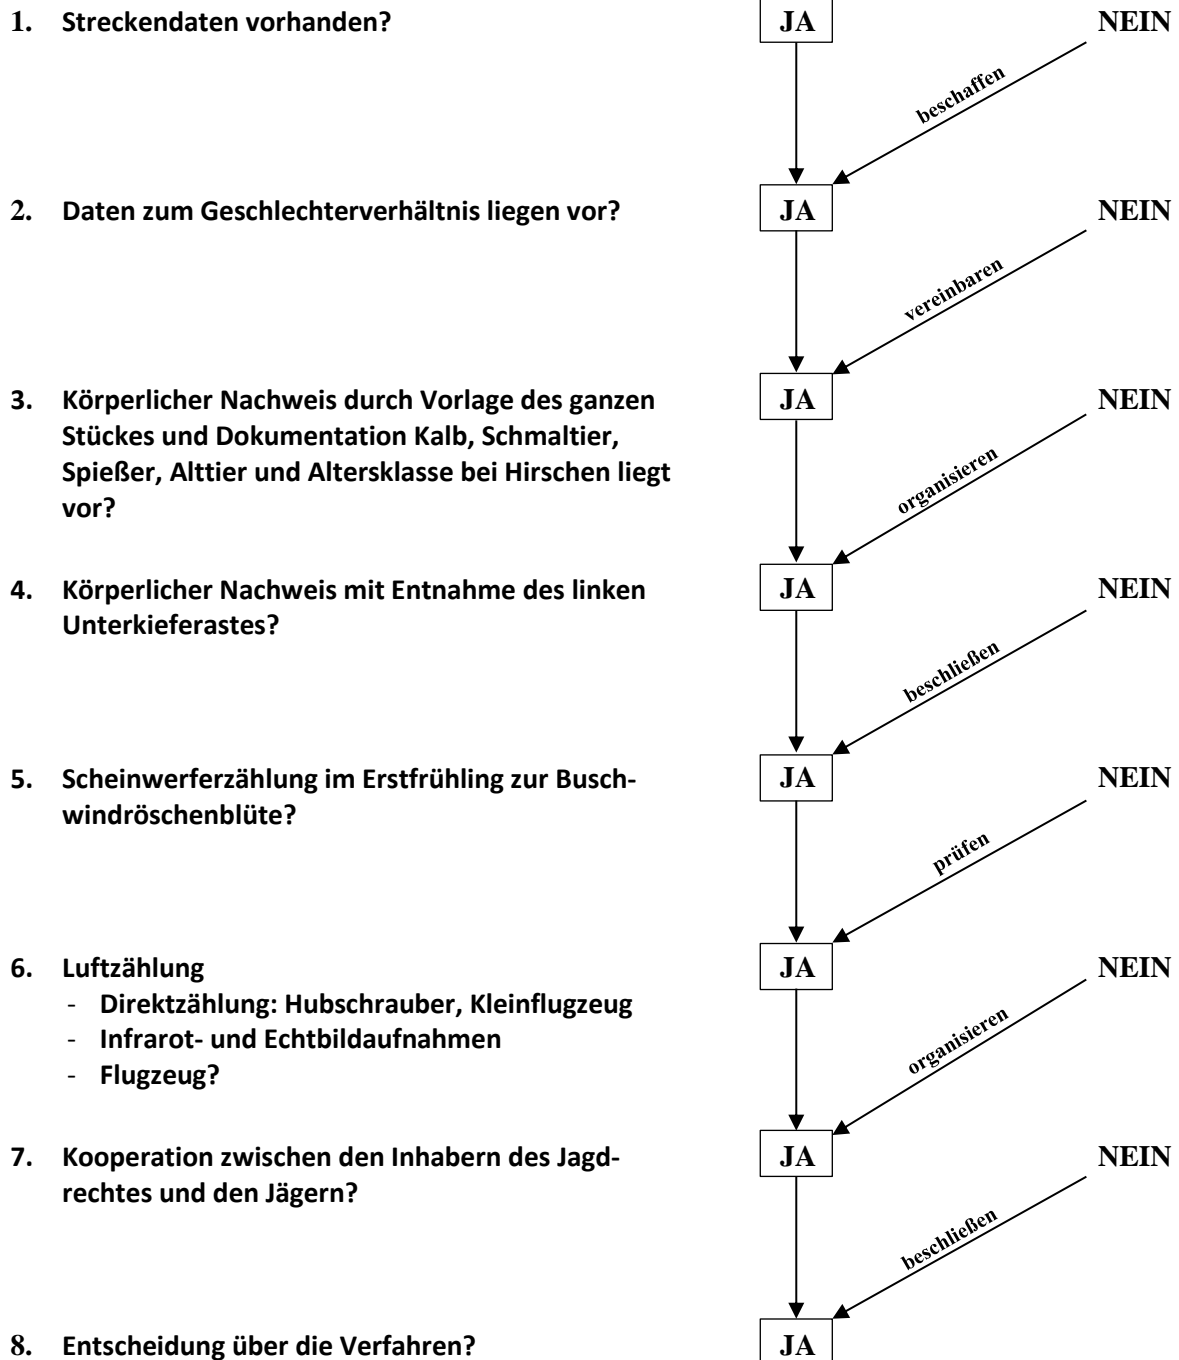 1. Streckendaten vorhanden? JA NEIN
beschaffen
2. Daten zum Geschlechterverhältnis liegen vor? JA NEIN
vereinbaren
3. Körperlicher Nachweis durch Vorlage des ganzen JA NEIN
Stückes und Dokumentation Kalb, Schmaltier,
Spießer, Alttier und Altersklasse bei Hirschen liegt
vor?
organisieren
4. Körperlicher Nachweis mit Entnahme des linken JA NEIN
Unterkieferastes?
beschließen
5. Scheinwerferzählung im Erstfrühling zur Busch-
windröschenblüte? JA NEIN
prüfen
6. Luftzählung JA NEIN
- Direktzählung: Hubschrauber, Kleinflugzeug
- Infrarot- und Echtbildaufnahmen
- Flugzeug?
organisieren
7. Kooperation zwischen den Inhabern des Jagd-
rechtes und den Jägern? JA NEIN
beschließen
8. Entscheidung über die Verfahren? JA